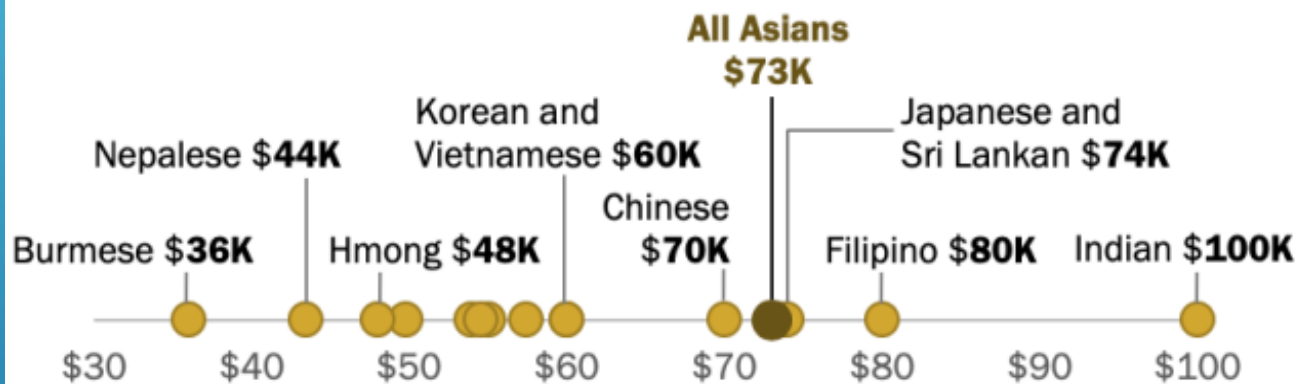 All Asians
$73K
Korean and
Vietnamese $60K
Japanese and
Sri Lankan $74K
Nepalese $44K
Chinese
$70K
Burmese $36K
Hmong $48K
Filipino $80K
Indian $100K
$30 $40 $50 $60 $70 $80 $90 $100